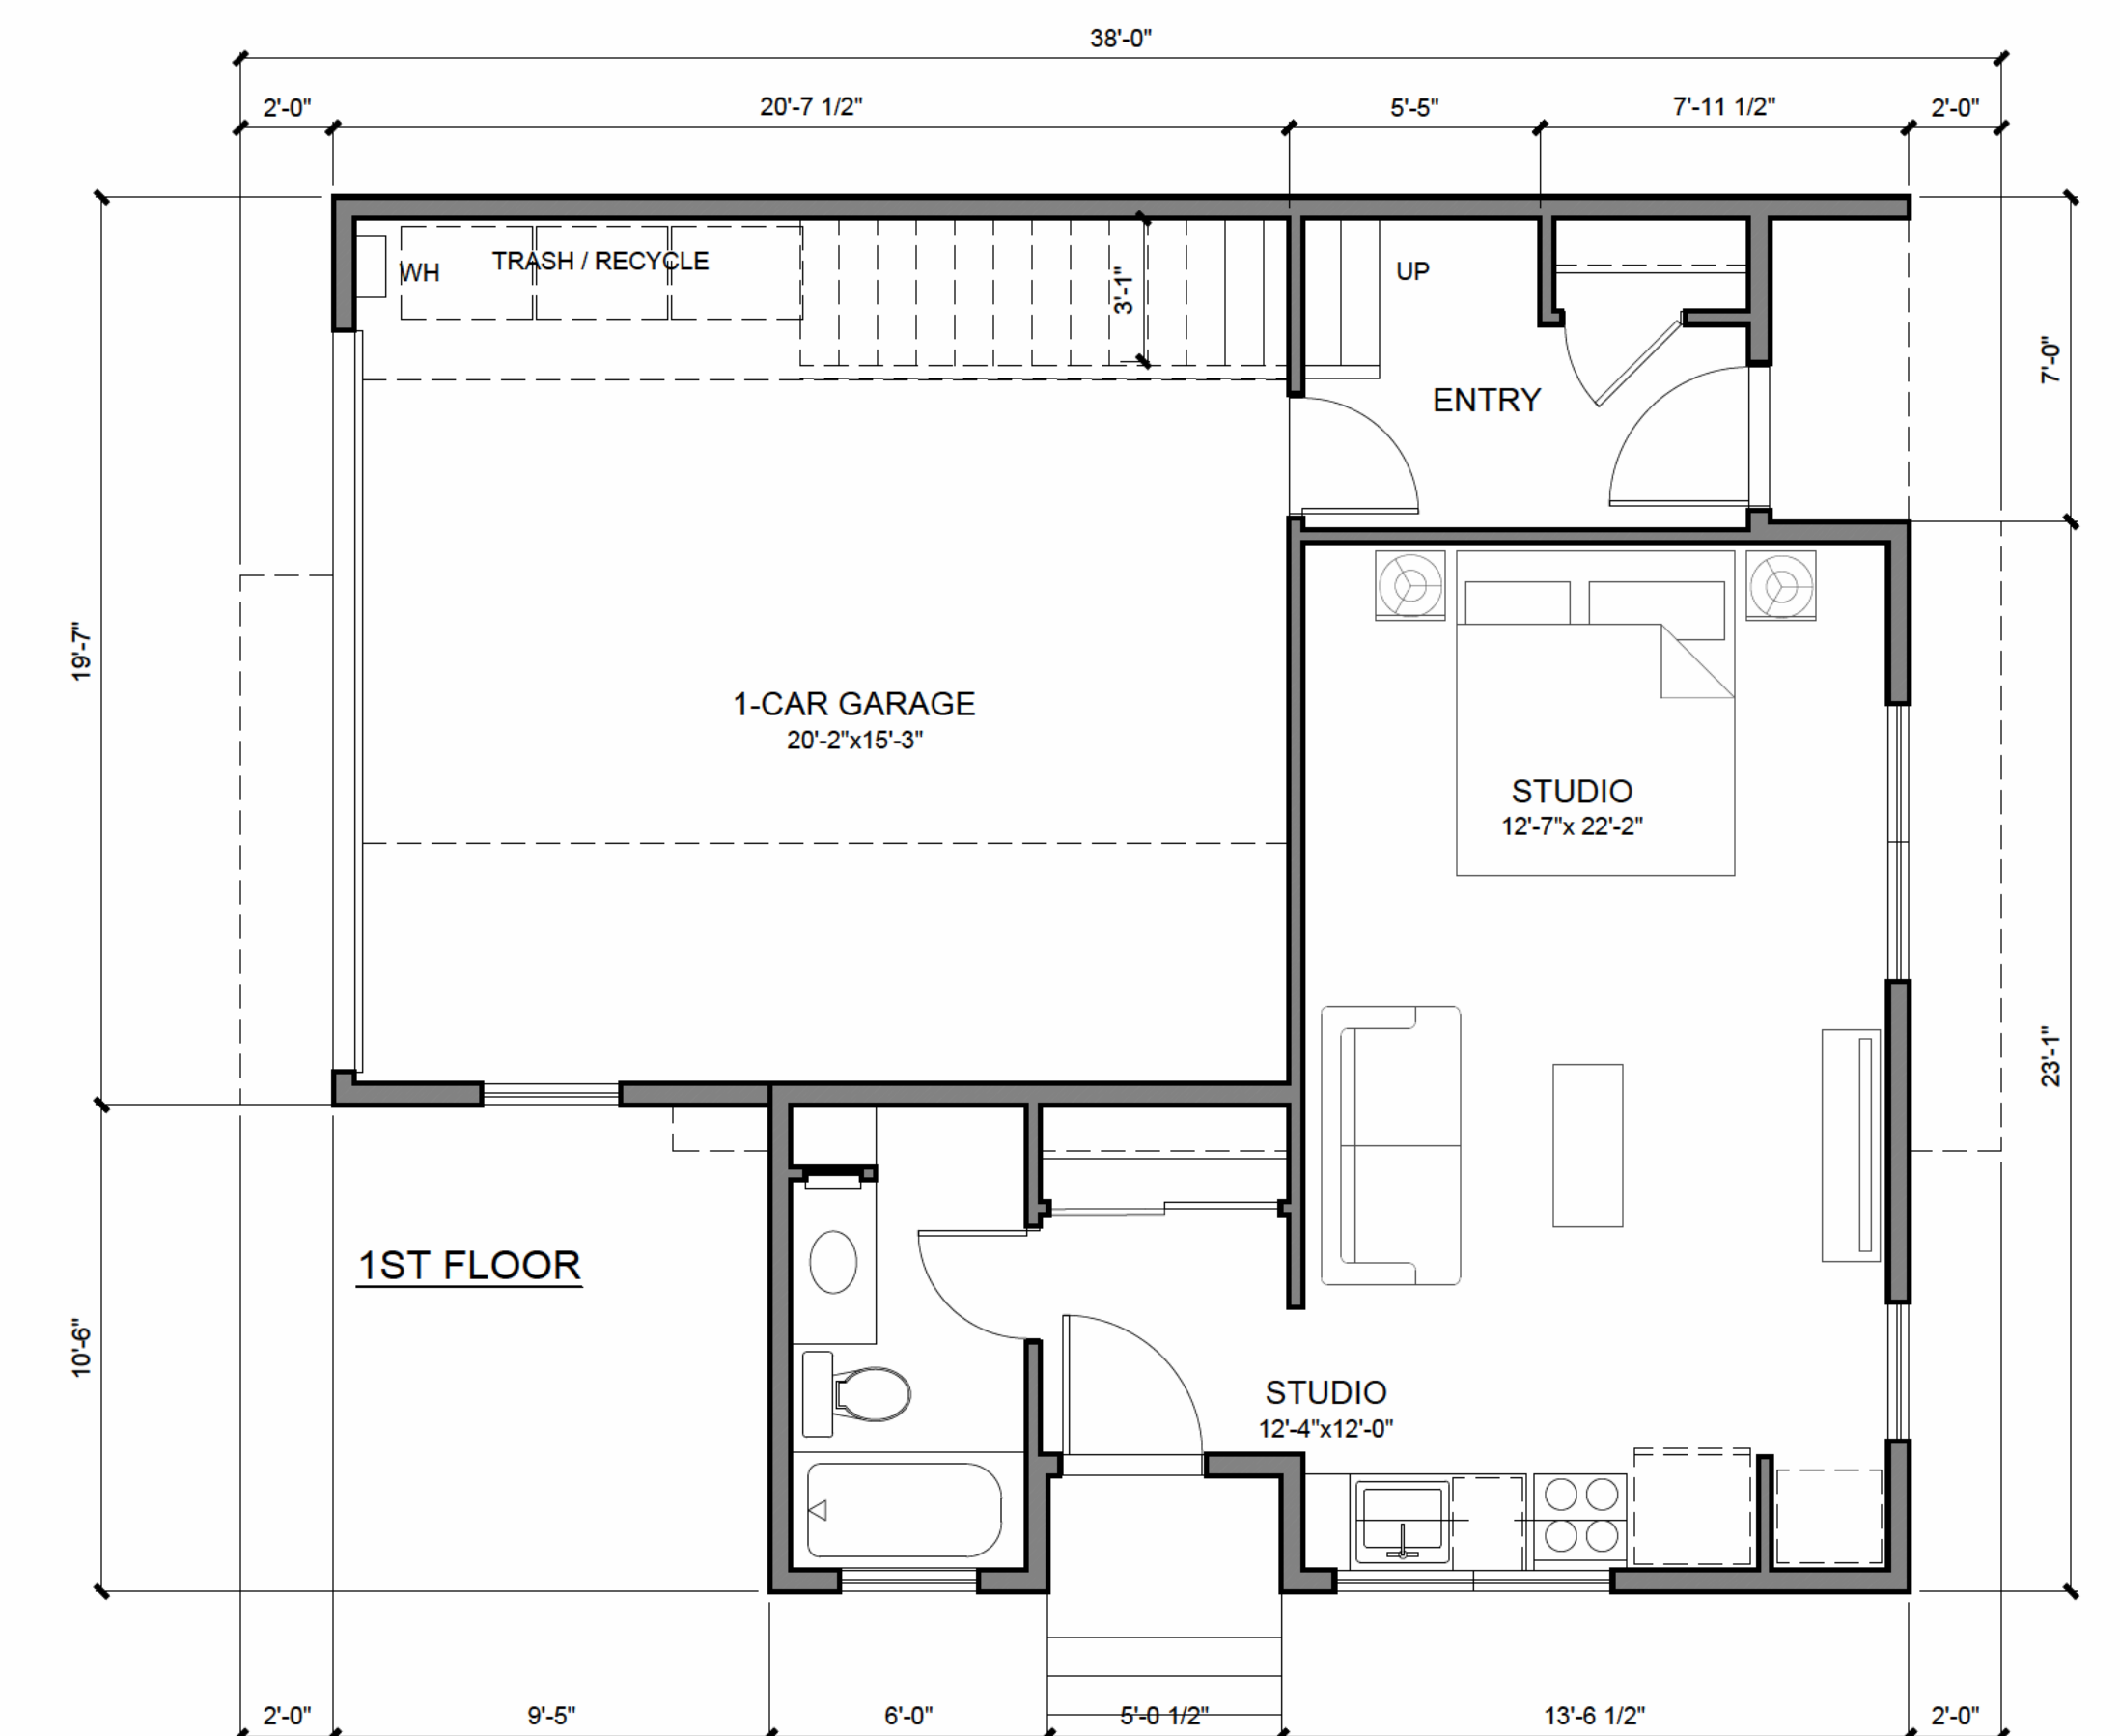 38'-0"
2'-0"
20'-7 1/2"
5'-5"
7'-11 1/2"
2'-0"
WH
TRASH / RECYCLE
3'-1"
UP
7'-0"
ENTRY
19'-7"
1-CAR GARAGE
20'-2"x15'-3"
STUDIO
12'-7"x 22'-2"
23'-1"
1ST FLOOR
10'-6"
STUDIO
12'-4"x12'-0"
2'-0"
9'-5"
6'-0"
5'-0 1/2"
13'-6 1/2"
2'-0"